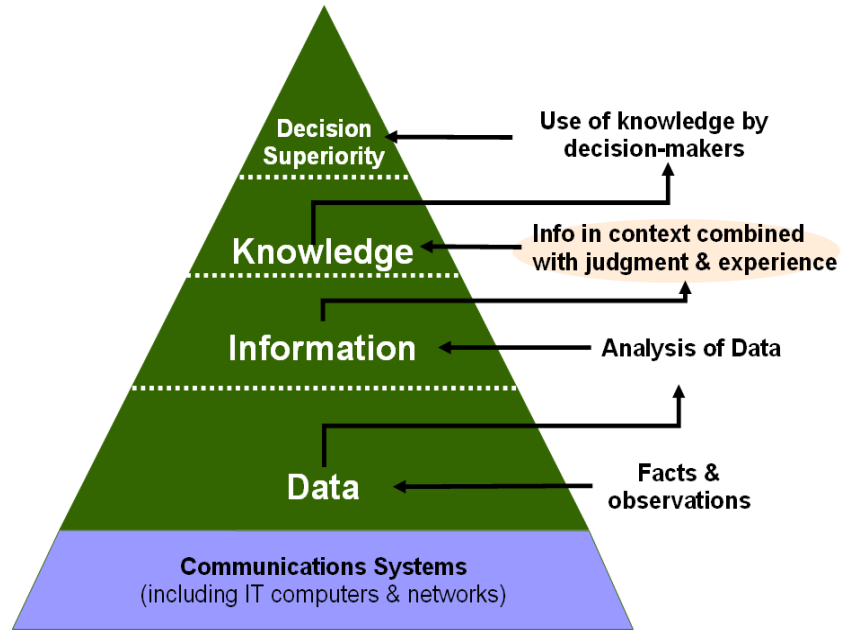 Decision
Superiority
Use of knowledge by
decision-makers
Knowledge
Info in context combined
with judgment & experience
Information
Analysis of Data
Data
Facts &
observations
Communications Systems
(including IT computers & networks)